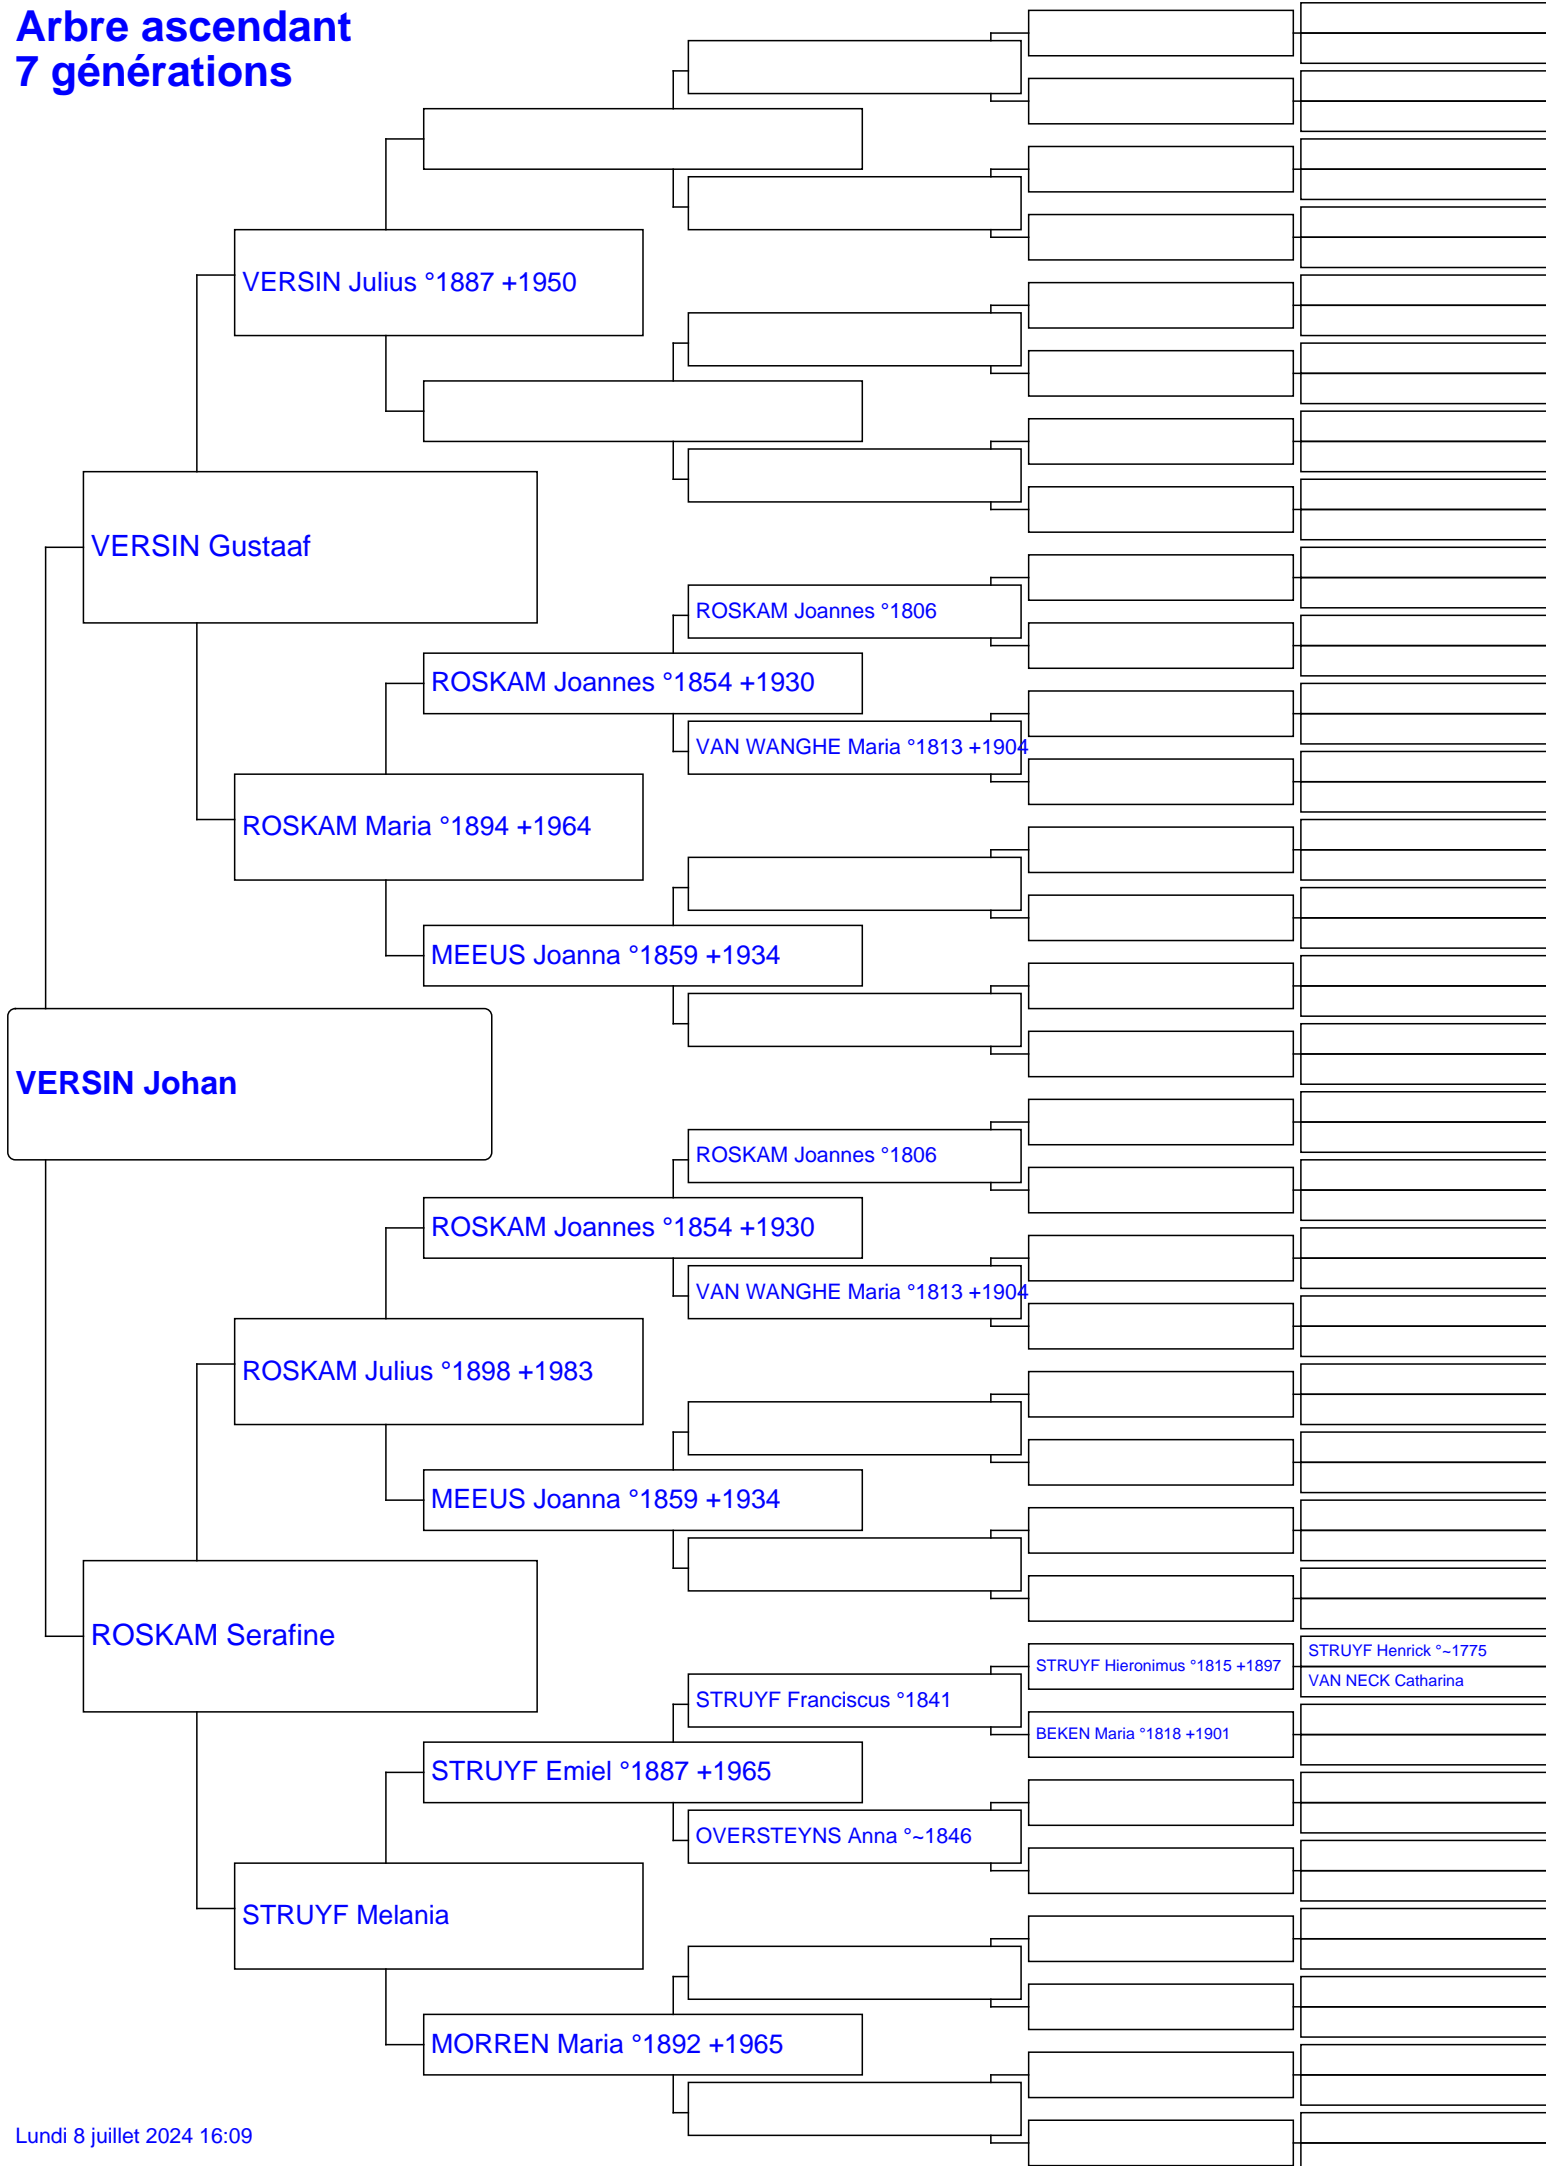 Arbre ascendant
7 générations
VERSIN Julius °1887 +1950
VERSIN Gustaaf
ROSKAM Joannes °1806
ROSKAM Joannes °1854 +1930
VAN WANGHE Maria °1813 +1904
ROSKAM Maria °1894 +1964
MEEUS Joanna °1859 +1934
VERSIN Johan
ROSKAM Joannes °1806
ROSKAM Joannes °1854 +1930
VAN WANGHE Maria °1813 +1904
ROSKAM Julius °1898 +1983
MEEUS Joanna °1859 +1934
ROSKAM Serafine
STRUYF Henrick °~1775
STRUYF Hieronimus °1815 +1897
VAN NECK Catharina
STRUYF Franciscus °1841
BEKEN Maria °1818 +1901
STRUYF Emiel °1887 +1965
OVERSTEYNS Anna °~1846
STRUYF Melania
MORREN Maria °1892 +1965
Lundi 8 juillet 2024 16:09